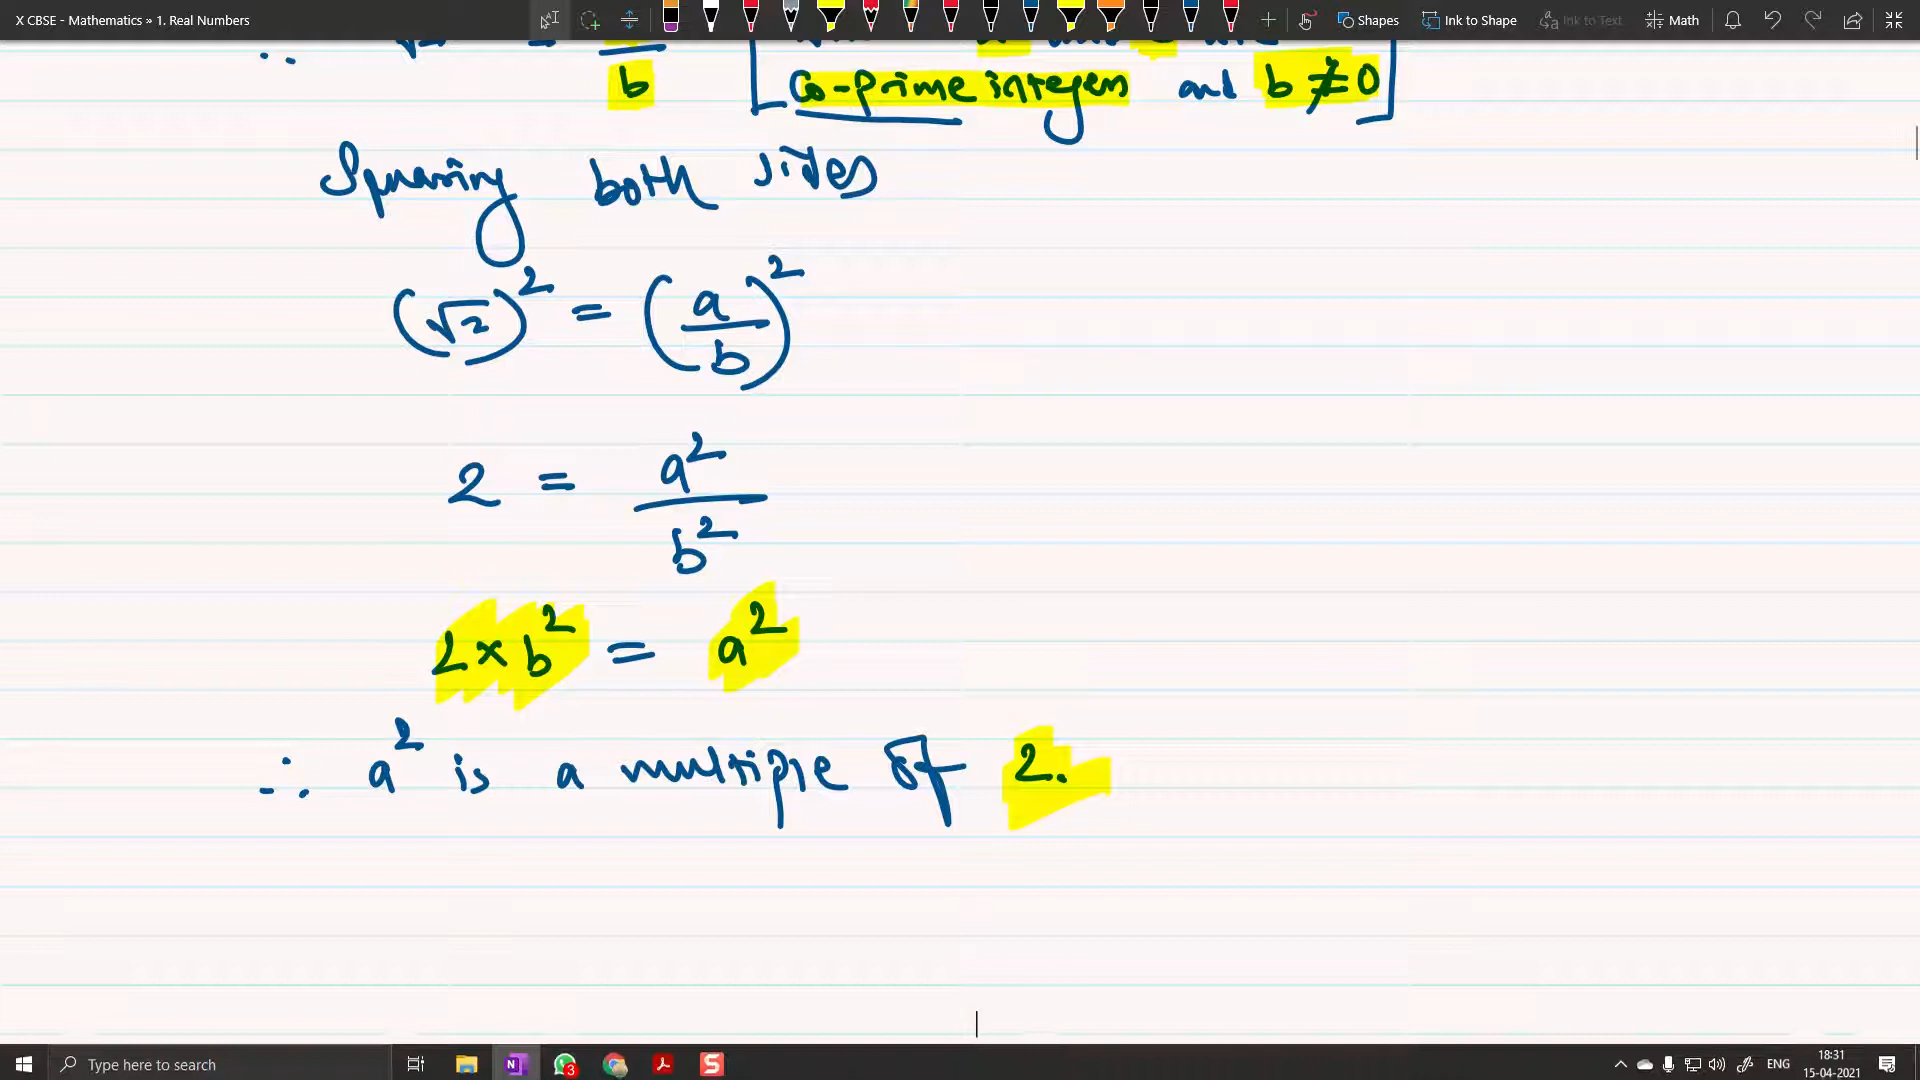 X CBSE - Mathematics » 1. Real Numbers
Shapes
Ink to Shape
Ink to Text
Math
∴ √2 = 
b
Co-prime integers and b ≠ 0
Squaring both sides
(√2)² = (a/b)²
2 = a²/b²
2 × b² = a²
∴ a² is a multiple of 2.
Type here to search
3
ENG
18:31
15-04-2021